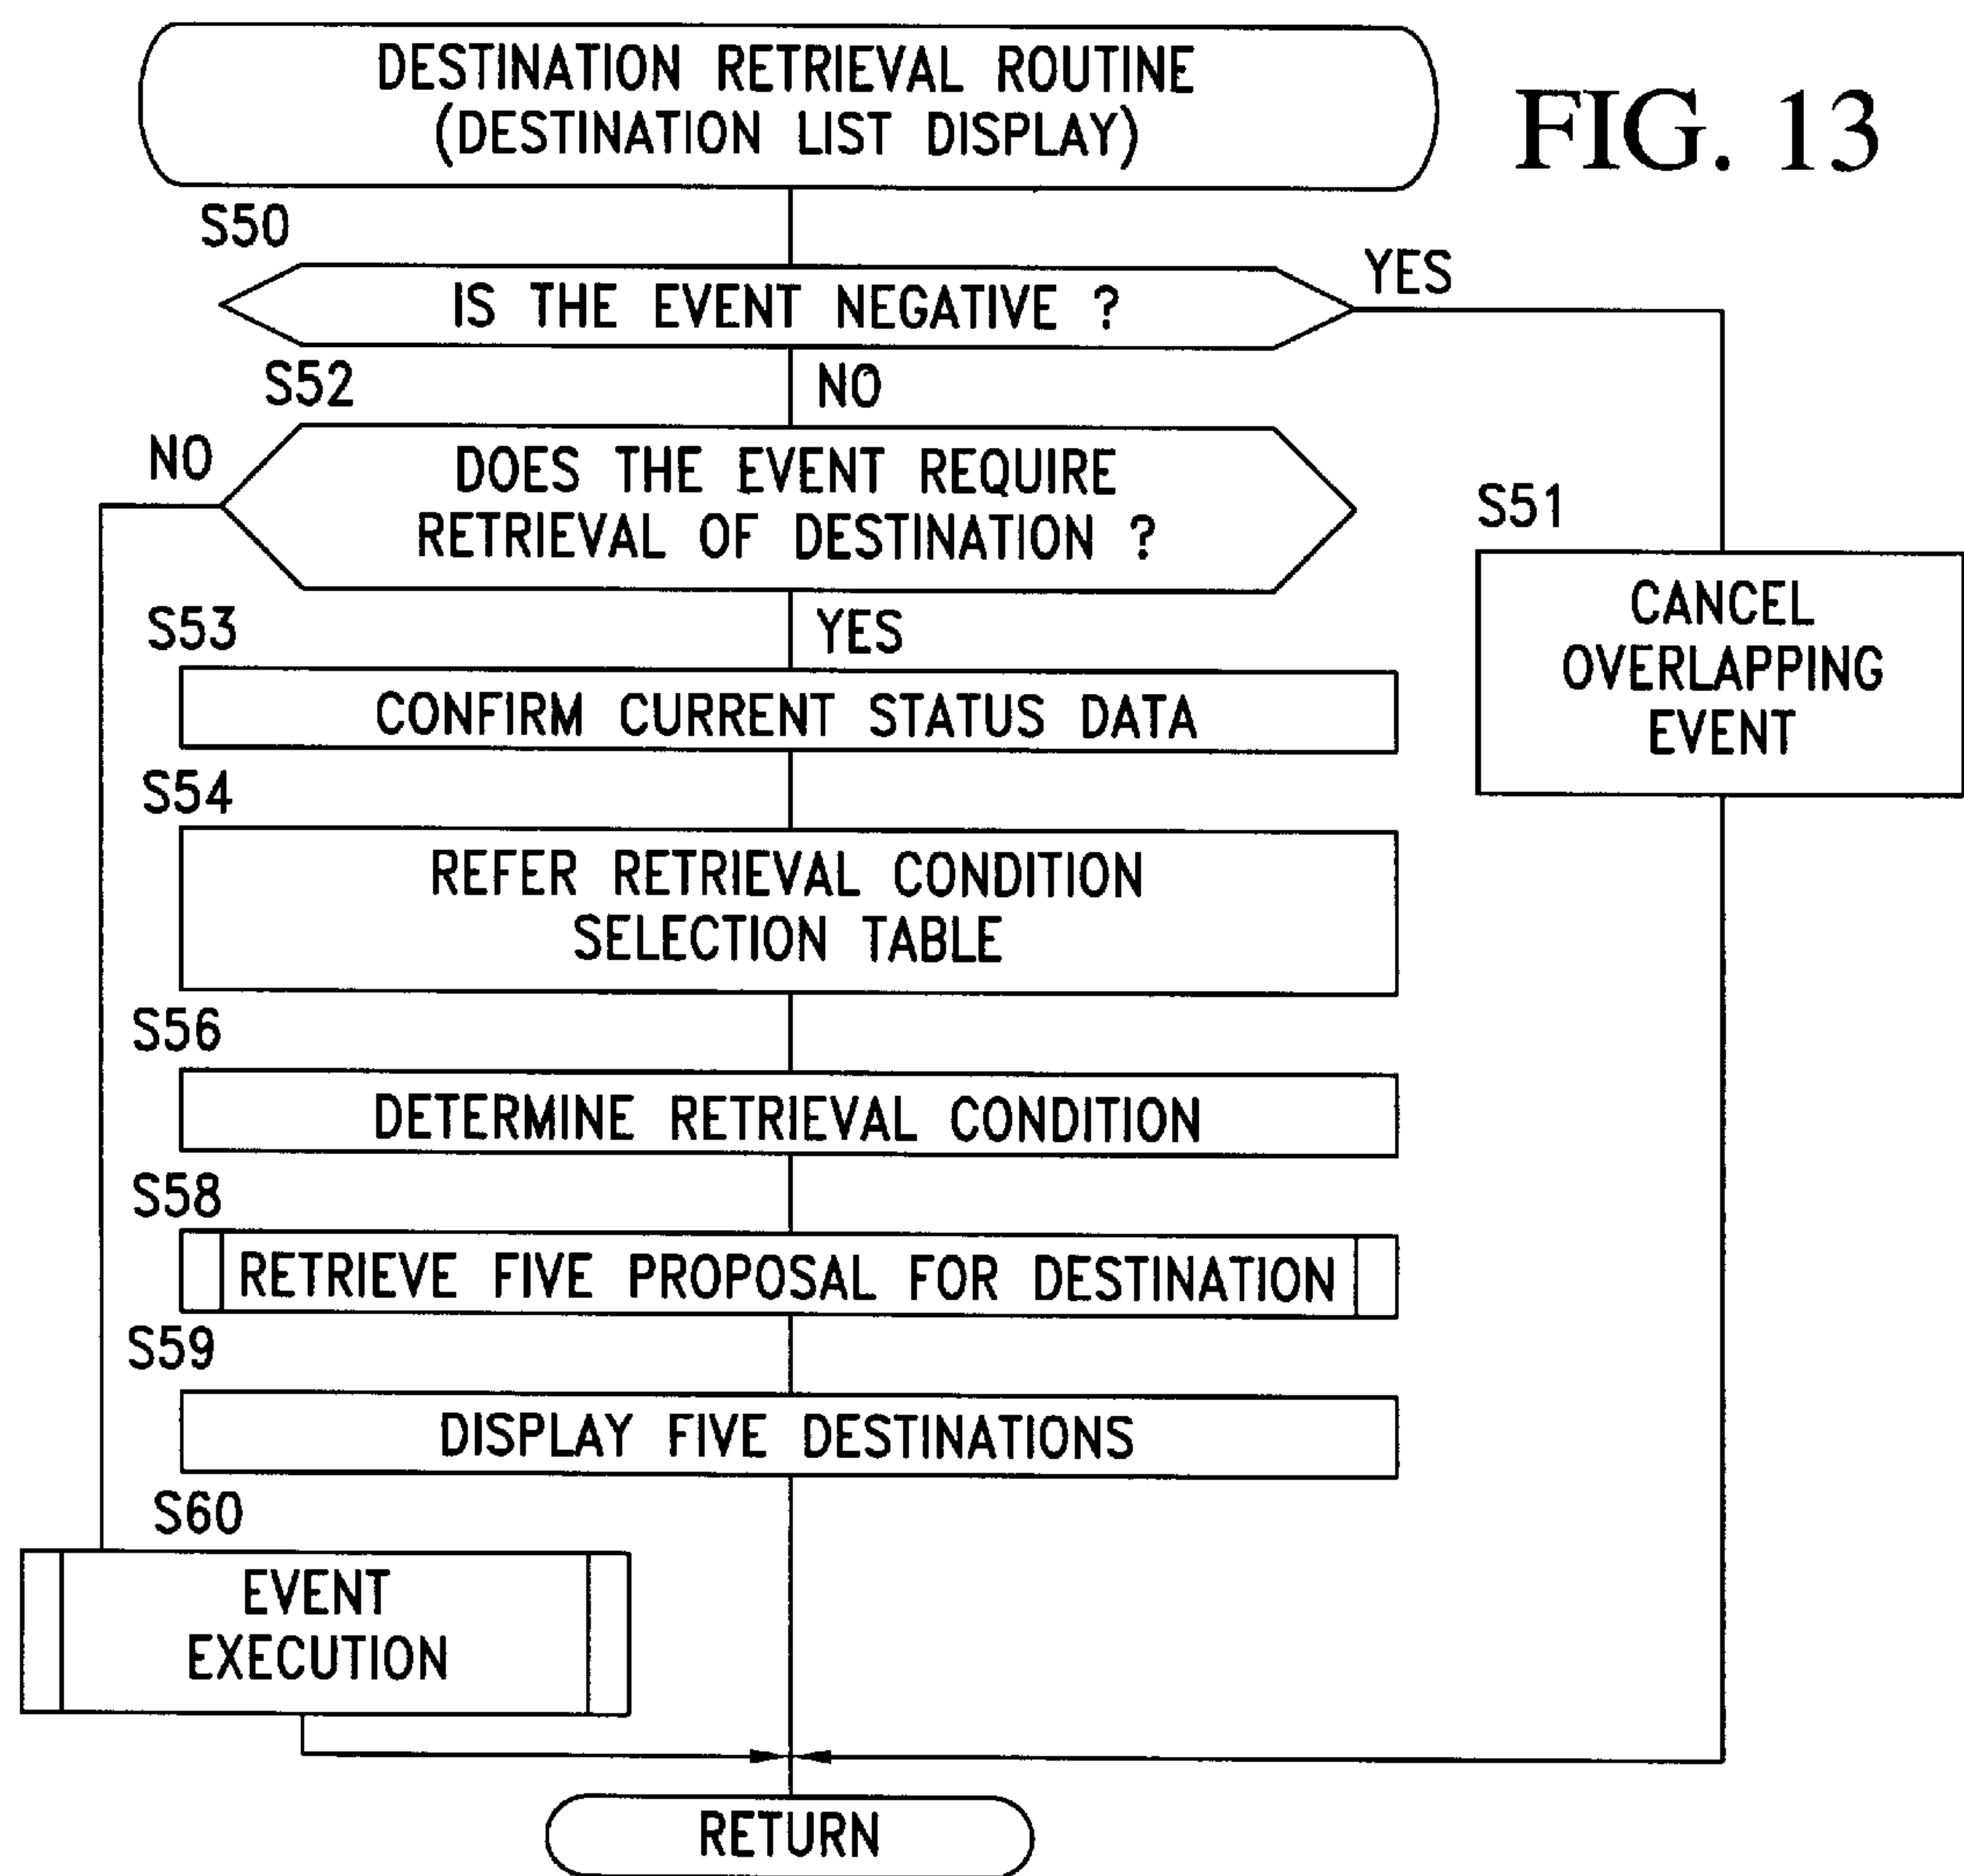 DESTINATION RETRIEVAL ROUTINE
(DESTINATION LIST DISPLAY)
FIG. 13
S50
IS THE EVENT NEGATIVE ?
YES
S52
NO
NO
DOES THE EVENT REQUIRE
RETRIEVAL OF DESTINATION ?
S51
CANCEL
OVERLAPPING
EVENT
S53
YES
CONFIRM CURRENT STATUS DATA
S54
REFER RETRIEVAL CONDITION
SELECTION TABLE
S56
DETERMINE RETRIEVAL CONDITION
S58
RETRIEVE FIVE PROPOSAL FOR DESTINATION
S59
DISPLAY FIVE DESTINATIONS
S60
EVENT
EXECUTION
RETURN